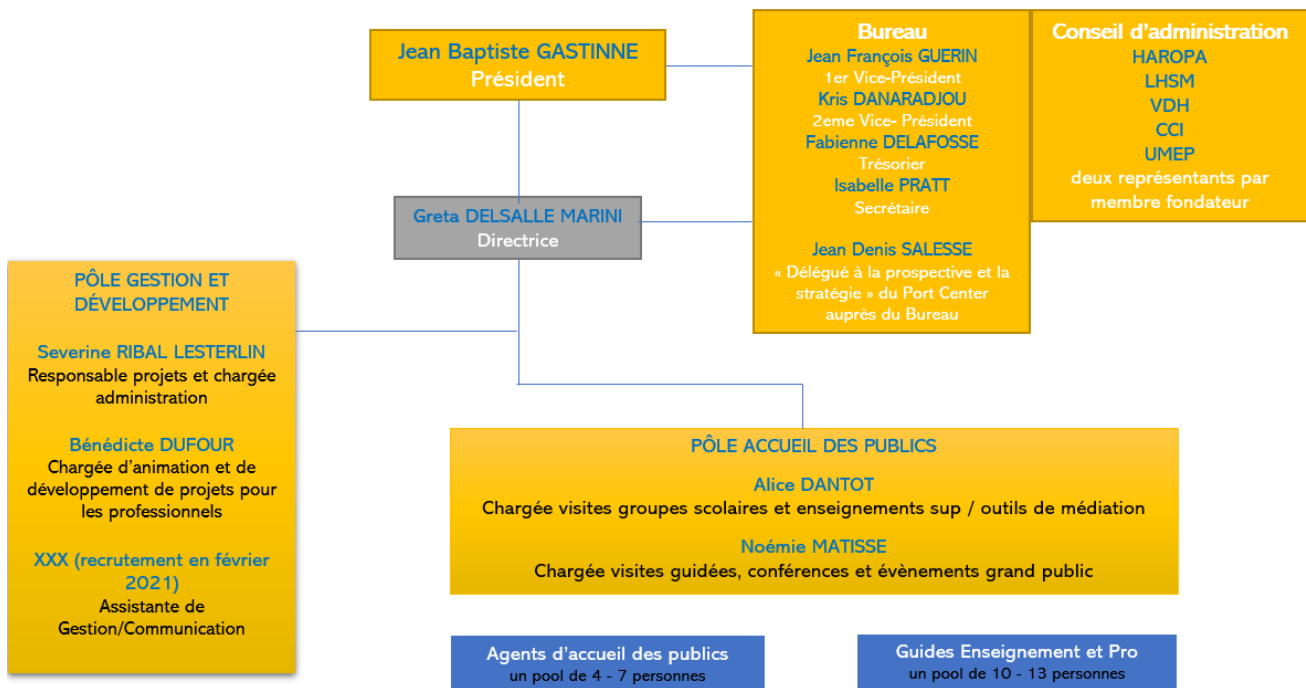 Jean Baptiste GASTINNE
Président
Bureau
Jean François GUERIN
1er Vice-Président
Kris DANARADJOU
2eme Vice- Président
Fabienne DELAFOSSE
Trésorier
Isabelle PRATT
Secrétaire
Jean Denis SALESSE
« Délégué à la prospective et la
stratégie » du Port Center
auprès du Bureau
Conseil d’administration
HAROPA
LHSM
VDH
CCI
UMEP
deux représentants par
membre fondateur
Greta DELSALLE MARINI
Directrice
PÔLE GESTION ET
DÉVELOPPEMENT
Severine RIBAL LESTERLIN
Responsable projets et chargée
administration
Bénédicte DUFOUR
Chargée d’animation et de
développement de projets pour
les professionnels
XXX (recrutement en février
2021)
Assistante de
Gestion/Communication
PÔLE ACCUEIL DES PUBLICS
Alice DANTOT
Chargée visites groupes scolaires et enseignements sup / outils de médiation
Noémie MATISSE
Chargée visites guidées, conférences et évènements grand public
Agents d’accueil des publics
un pool de 4 - 7 personnes
Guides Enseignement et Pro
un pool de 10 - 13 personnes